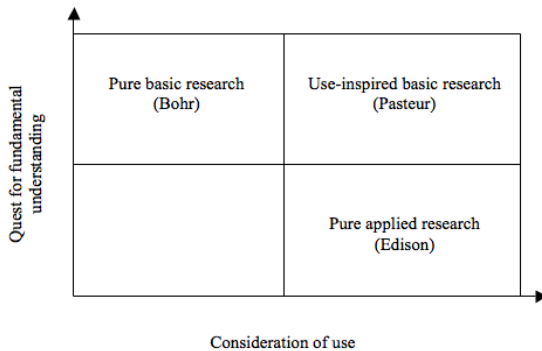 Quest for fundamental
understanding
Pure basic research
(Bohr)
Use-inspired basic research
(Pasteur)
Pure applied research
(Edison)
Consideration of use